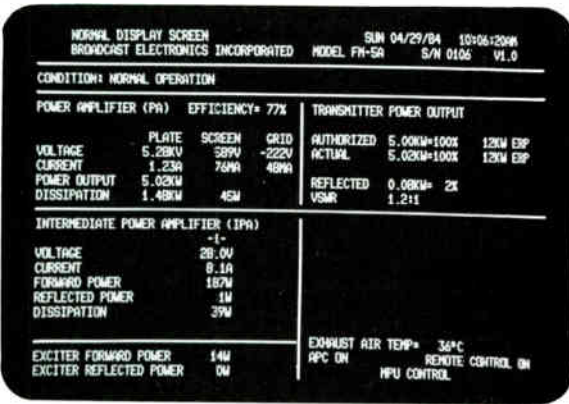 NORMAL DISPLAY SCREEN SUN 04/29/84 10:06:20AM
BROADCAST ELECTRONICS INCORPORATED MODEL FM-5A S/N 0106 V1.0
CONDITION: NORMAL OPERATION
POWER AMPLIFIER (PA) EFFICIENCY= 77%
PLATE SCREEN GRID
VOLTAGE 5.28KV 589V -222V
CURRENT 1.23A 76MA 48MA
POWER OUTPUT 5.02KW
DISSIPATION 1.48KW 45W
TRANSMITTER POWER OUTPUT
AUTHORIZED 5.00KW=100% 12KW ERP
ACTUAL 5.02KW=100% 12KW ERP
REFLECTED 0.08KW= 2%
VSWR 1.2:1
INTERMEDIATE POWER AMPLIFIER (IPA)
-1-
VOLTAGE 28.0V
CURRENT 8.1A
FORWARD POWER 187W
REFLECTED POWER 1W
DISSIPATION 39W
EXCITER FORWARD POWER 14W
EXCITER REFLECTED POWER 0W
EXHAUST AIR TEMP= 36°C
APC ON REMOTE CONTROL ON
MPU CONTROL